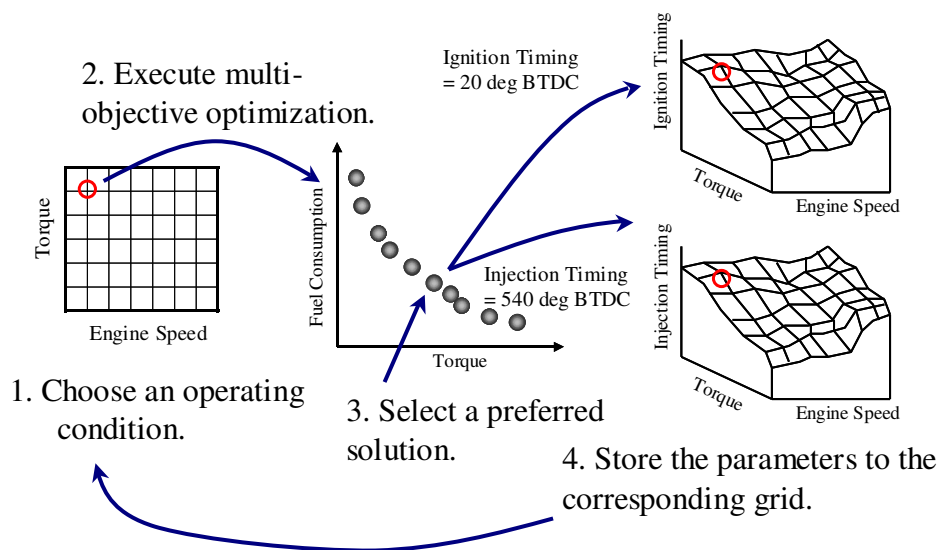 2. Execute multi-
objective optimization.
Torque
Engine Speed
1. Choose an operating
condition.
Fuel Consumption
Torque
3. Select a preferred
solution.
Ignition Timing
= 20 deg BTDC
Injection Timing
= 540 deg BTDC
Ignition Timing
Torque
Engine Speed
Injection Timing
Torque
Engine Speed
4. Store the parameters to the
corresponding grid.